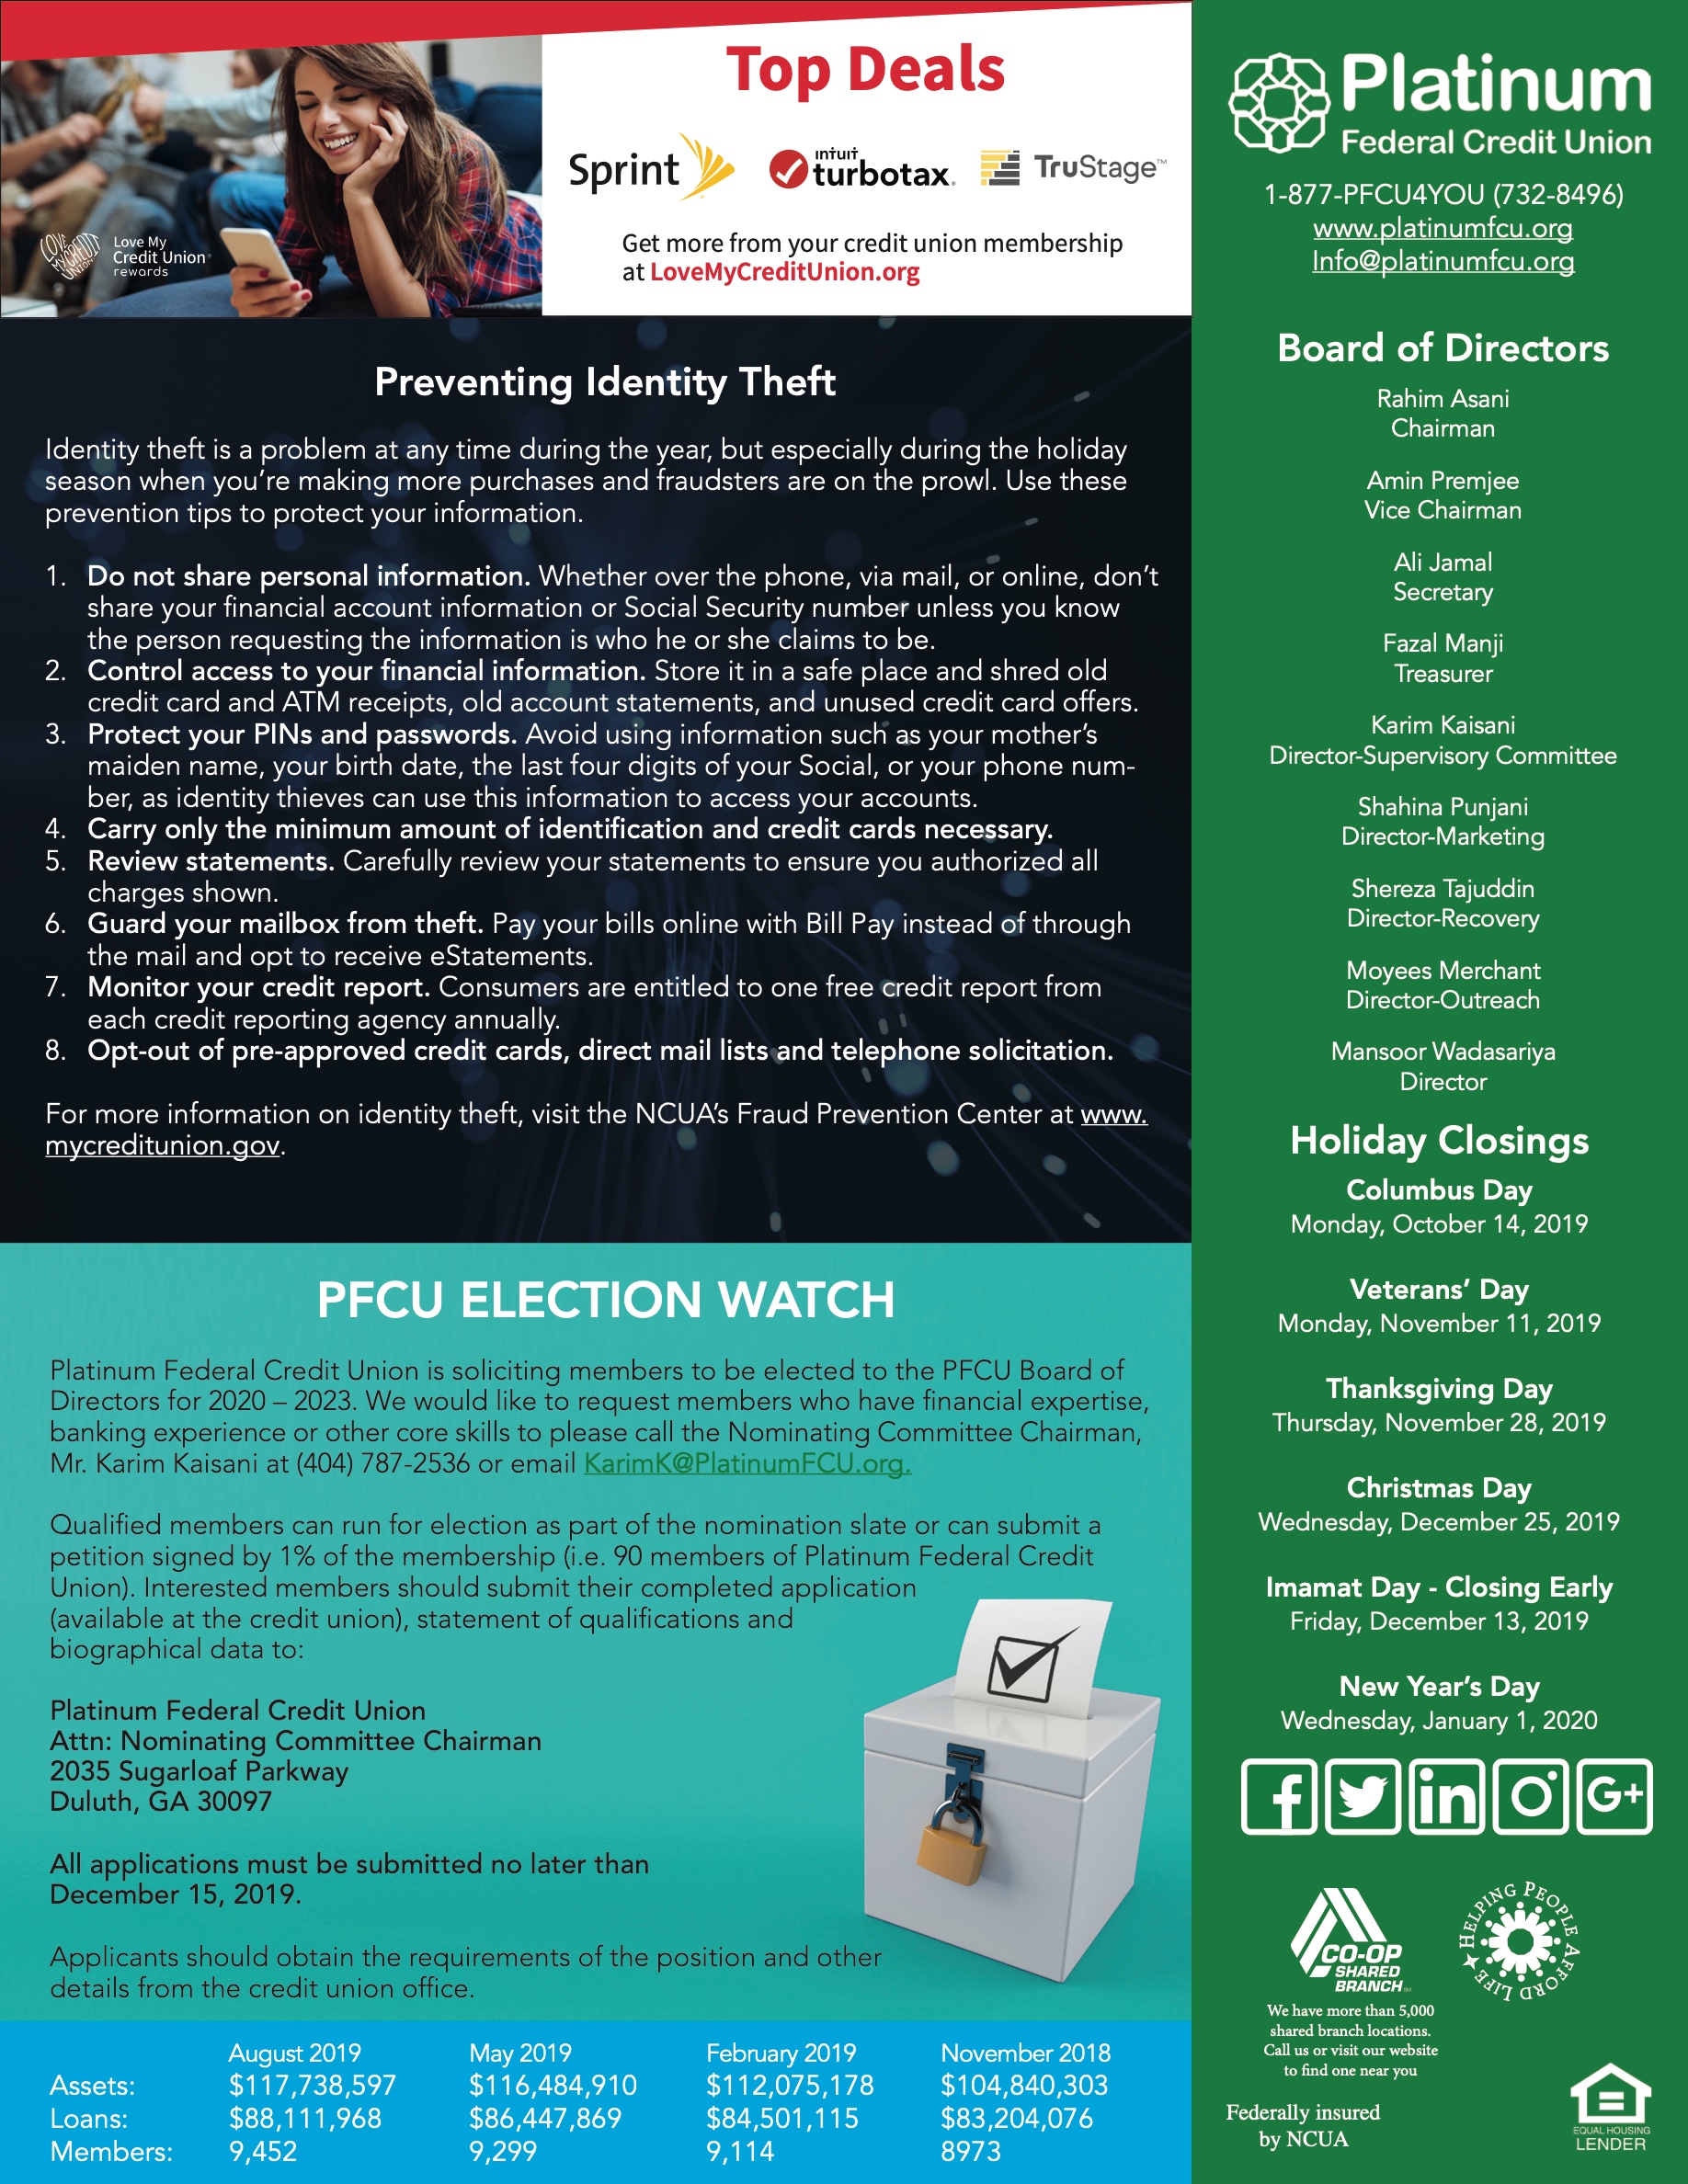 Top Deals
Sprint
intuit
turbotax.
TruStage™
Love My
Credit Union®
rewards
LOVE MY CREDIT UNION
Get more from your credit union membership
at LoveMyCreditUnion.org
Preventing Identity Theft
Identity theft is a problem at any time during the year, but especially during the holiday
season when you’re making more purchases and fraudsters are on the prowl. Use these
prevention tips to protect your information.
1. Do not share personal information. Whether over the phone, via mail, or online, don’t
share your financial account information or Social Security number unless you know
the person requesting the information is who he or she claims to be.
2. Control access to your financial information. Store it in a safe place and shred old
credit card and ATM receipts, old account statements, and unused credit card offers.
3. Protect your PINs and passwords. Avoid using information such as your mother’s
maiden name, your birth date, the last four digits of your Social, or your phone num-
ber, as identity thieves can use this information to access your accounts.
4. Carry only the minimum amount of identification and credit cards necessary.
5. Review statements. Carefully review your statements to ensure you authorized all
charges shown.
6. Guard your mailbox from theft. Pay your bills online with Bill Pay instead of through
the mail and opt to receive eStatements.
7. Monitor your credit report. Consumers are entitled to one free credit report from
each credit reporting agency annually.
8. Opt-out of pre-approved credit cards, direct mail lists and telephone solicitation.
For more information on identity theft, visit the NCUA’s Fraud Prevention Center at www.
mycreditunion.gov.
PFCU ELECTION WATCH
Platinum Federal Credit Union is soliciting members to be elected to the PFCU Board of
Directors for 2020 – 2023. We would like to request members who have financial expertise,
banking experience or other core skills to please call the Nominating Committee Chairman,
Mr. Karim Kaisani at (404) 787-2536 or email KarimK@PlatinumFCU.org.
Qualified members can run for election as part of the nomination slate or can submit a
petition signed by 1% of the membership (i.e. 90 members of Platinum Federal Credit
Union). Interested members should submit their completed application
(available at the credit union), statement of qualifications and
biographical data to:
Platinum Federal Credit Union
Attn: Nominating Committee Chairman
2035 Sugarloaf Parkway
Duluth, GA 30097
All applications must be submitted no later than
December 15, 2019.
Applicants should obtain the requirements of the position and other
details from the credit union office.
August 2019 May 2019 February 2019 November 2018
Assets: $117,738,597 $116,484,910 $112,075,178 $104,840,303
Loans: $88,111,968 $86,447,869 $84,501,115 $83,204,076
Members: 9,452 9,299 9,114 8973
Platinum
Federal Credit Union
1-877-PFCU4YOU (732-8496)
www.platinumfcu.org
Info@platinumfcu.org
Board of Directors
Rahim Asani
Chairman
Amin Premjee
Vice Chairman
Ali Jamal
Secretary
Fazal Manji
Treasurer
Karim Kaisani
Director-Supervisory Committee
Shahina Punjani
Director-Marketing
Shereza Tajuddin
Director-Recovery
Moyees Merchant
Director-Outreach
Mansoor Wadasariya
Director
Holiday Closings
Columbus Day
Monday, October 14, 2019
Veterans’ Day
Monday, November 11, 2019
Thanksgiving Day
Thursday, November 28, 2019
Christmas Day
Wednesday, December 25, 2019
Imamat Day - Closing Early
Friday, December 13, 2019
New Year’s Day
Wednesday, January 1, 2020
f in G+
CO-OP
SHARED
BRANCH
HELPING PEOPLE AFFORD LIFE
We have more than 5,000
shared branch locations.
Call us or visit our website
to find one near you
Federally insured
by NCUA
EQUAL HOUSING
LENDER